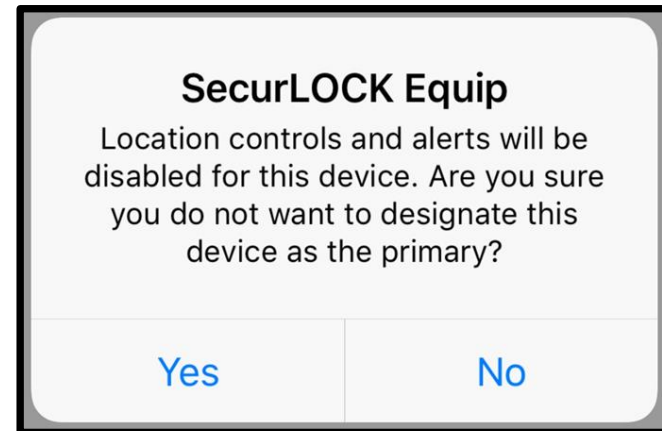 SecurLOCK Equip
Location controls and alerts will be
disabled for this device. Are you sure
you do not want to designate this
device as the primary?
Yes
No